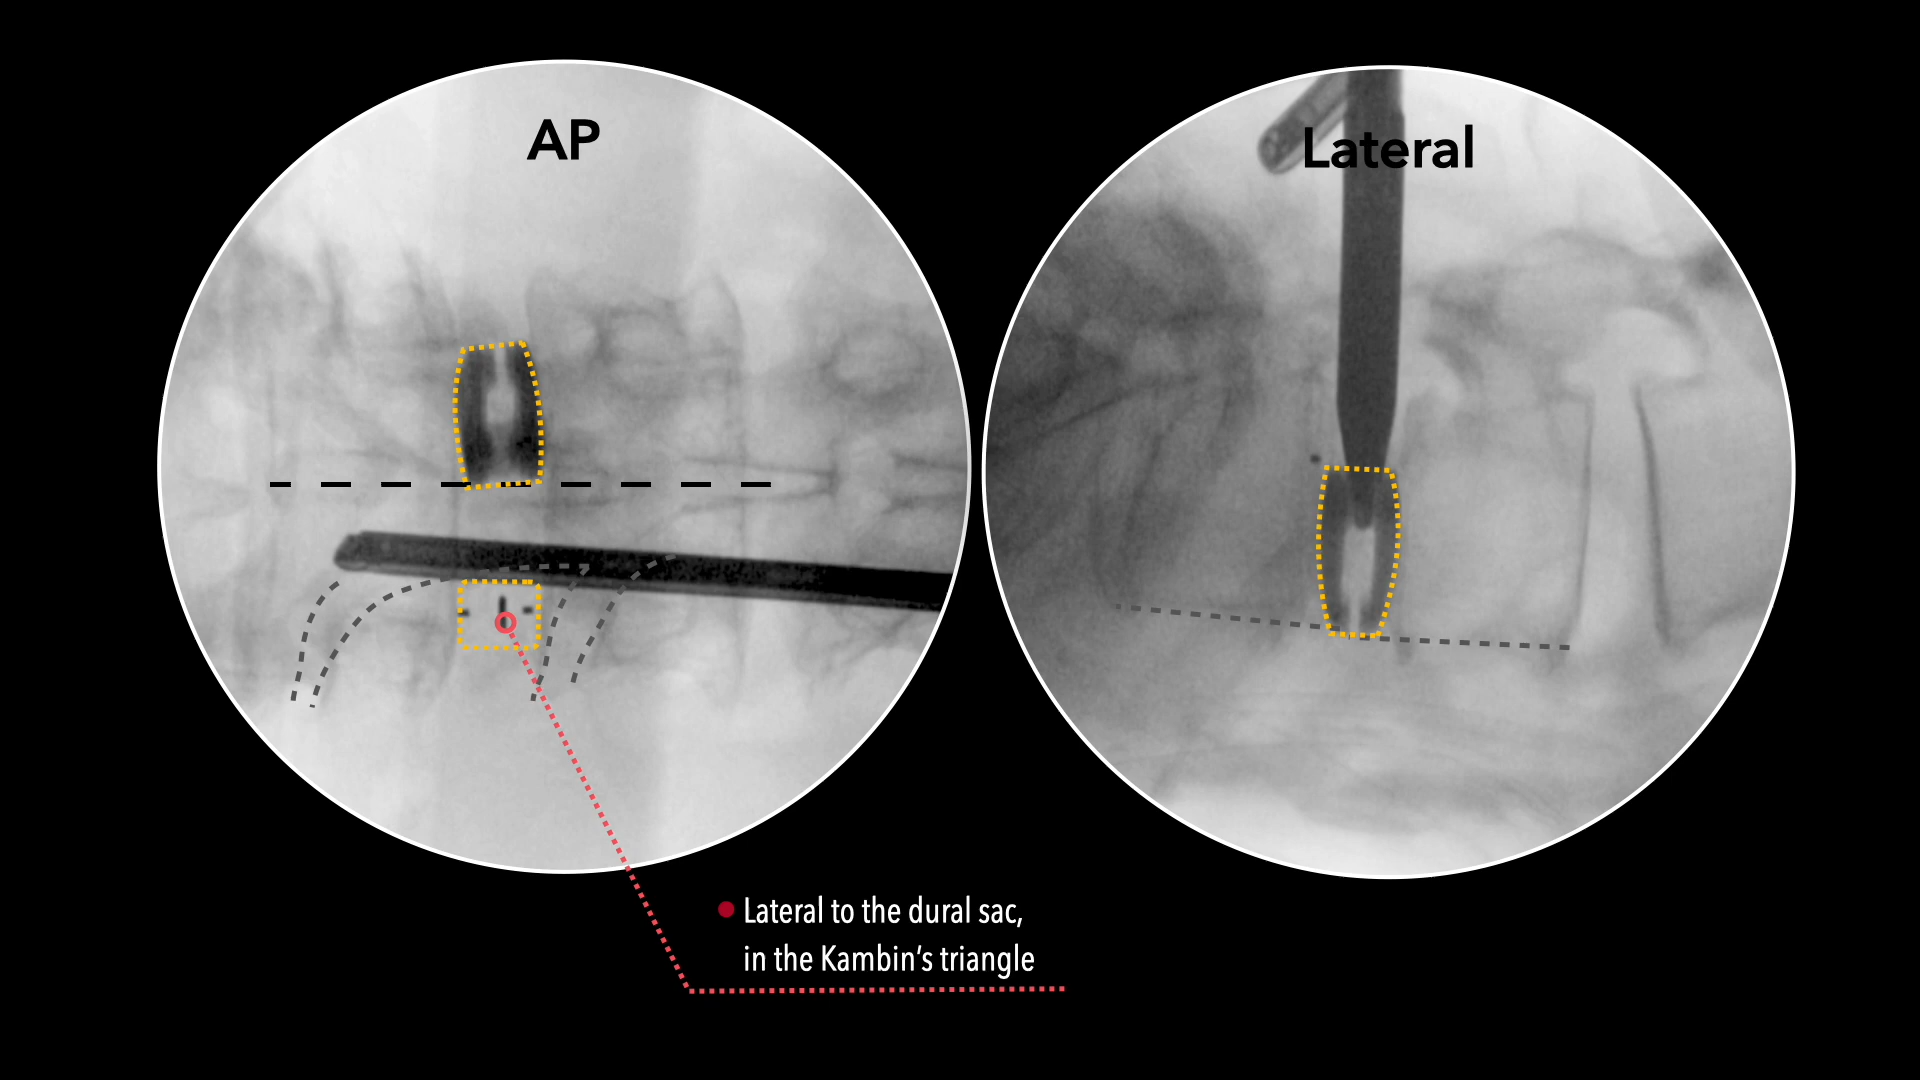 AP
Lateral
Lateral to the dural sac,
in the Kambin‘s triangle